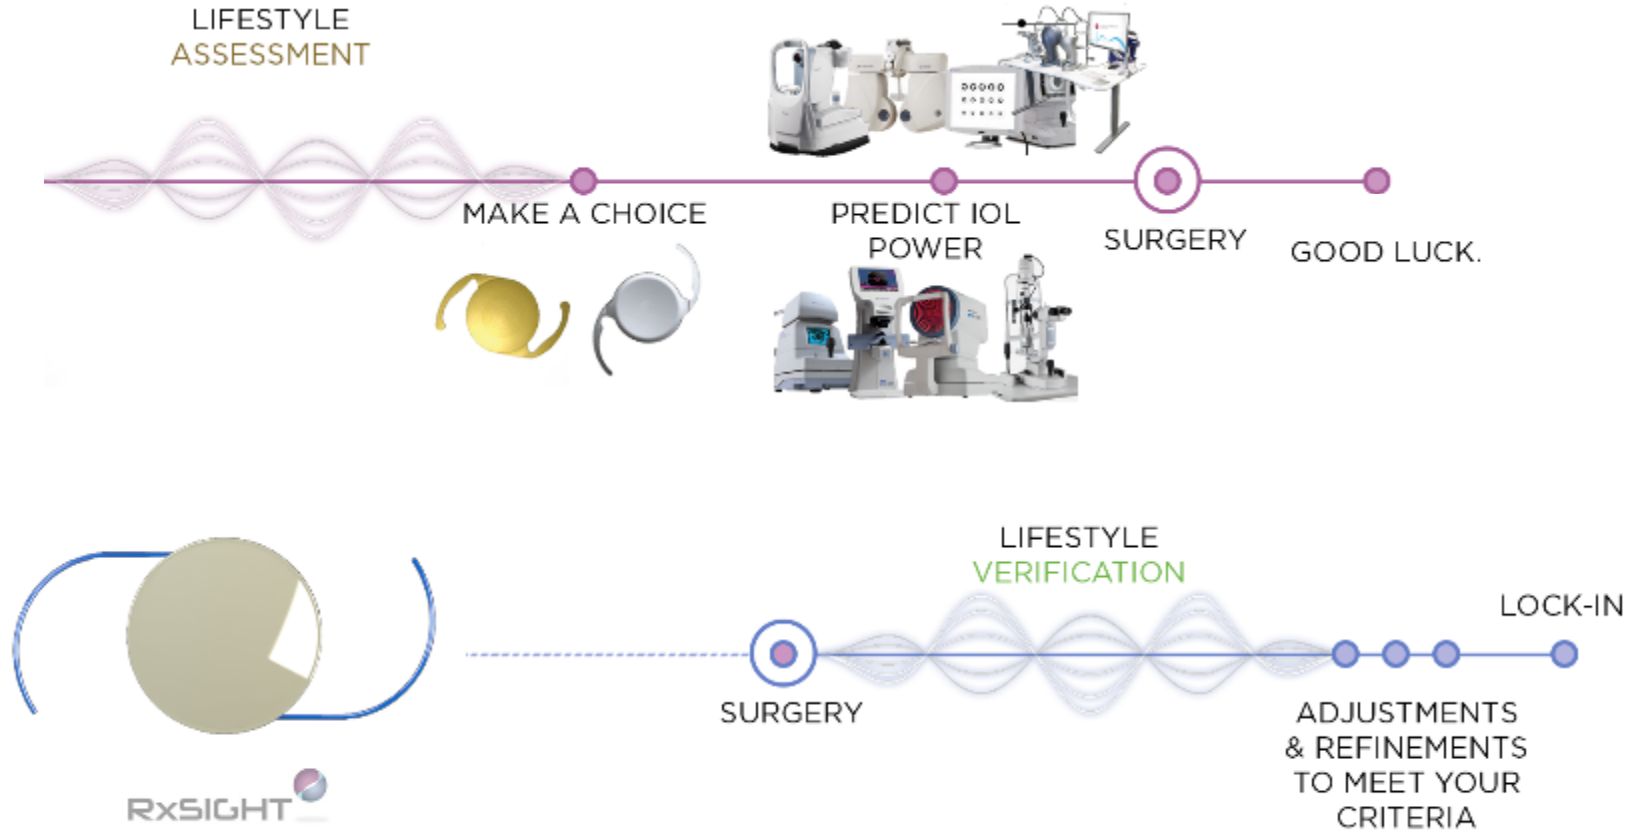 LIFESTYLE
ASSESSMENT
MAKE A CHOICE
PREDICT IOL
POWER
SURGERY
GOOD LUCK.
LIFESTYLE
VERIFICATION
LOCK-IN
SURGERY
ADJUSTMENTS
& REFINEMENTS
TO MEET YOUR
CRITERIA
RxSIGHT